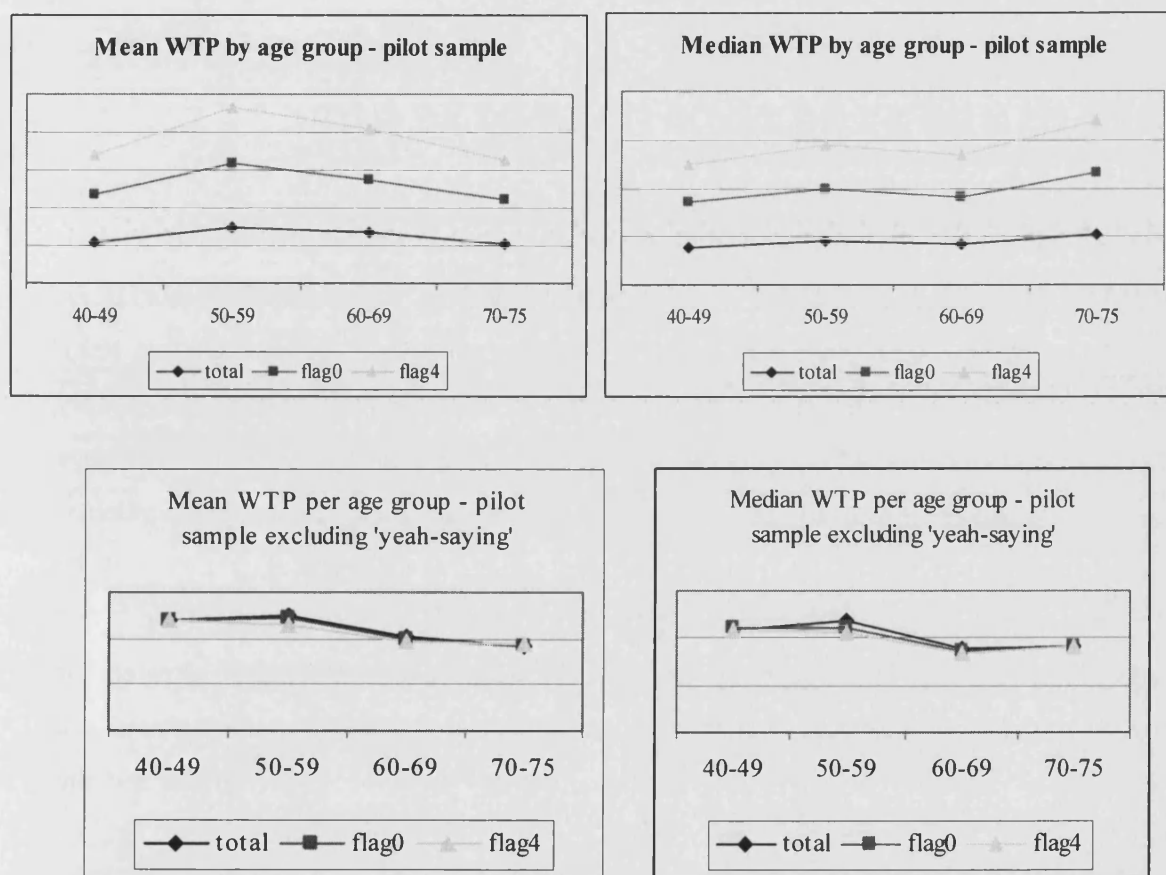 Mean WTP by age group - pilot sample
40-49 50-59 60-69 70-75
total flag0 flag4
Median WTP by age group - pilot sample
40-49 50-59 60-69 70-75
total flag0 flag4
Mean WTP per age group - pilot
sample excluding 'yeah-saying'
40-49 50-59 60-69 70-75
total flag0 flag4
Median WTP per age group - pilot
sample excluding 'yeah-saying'
40-49 50-59 60-69 70-75
total flag0 flag4